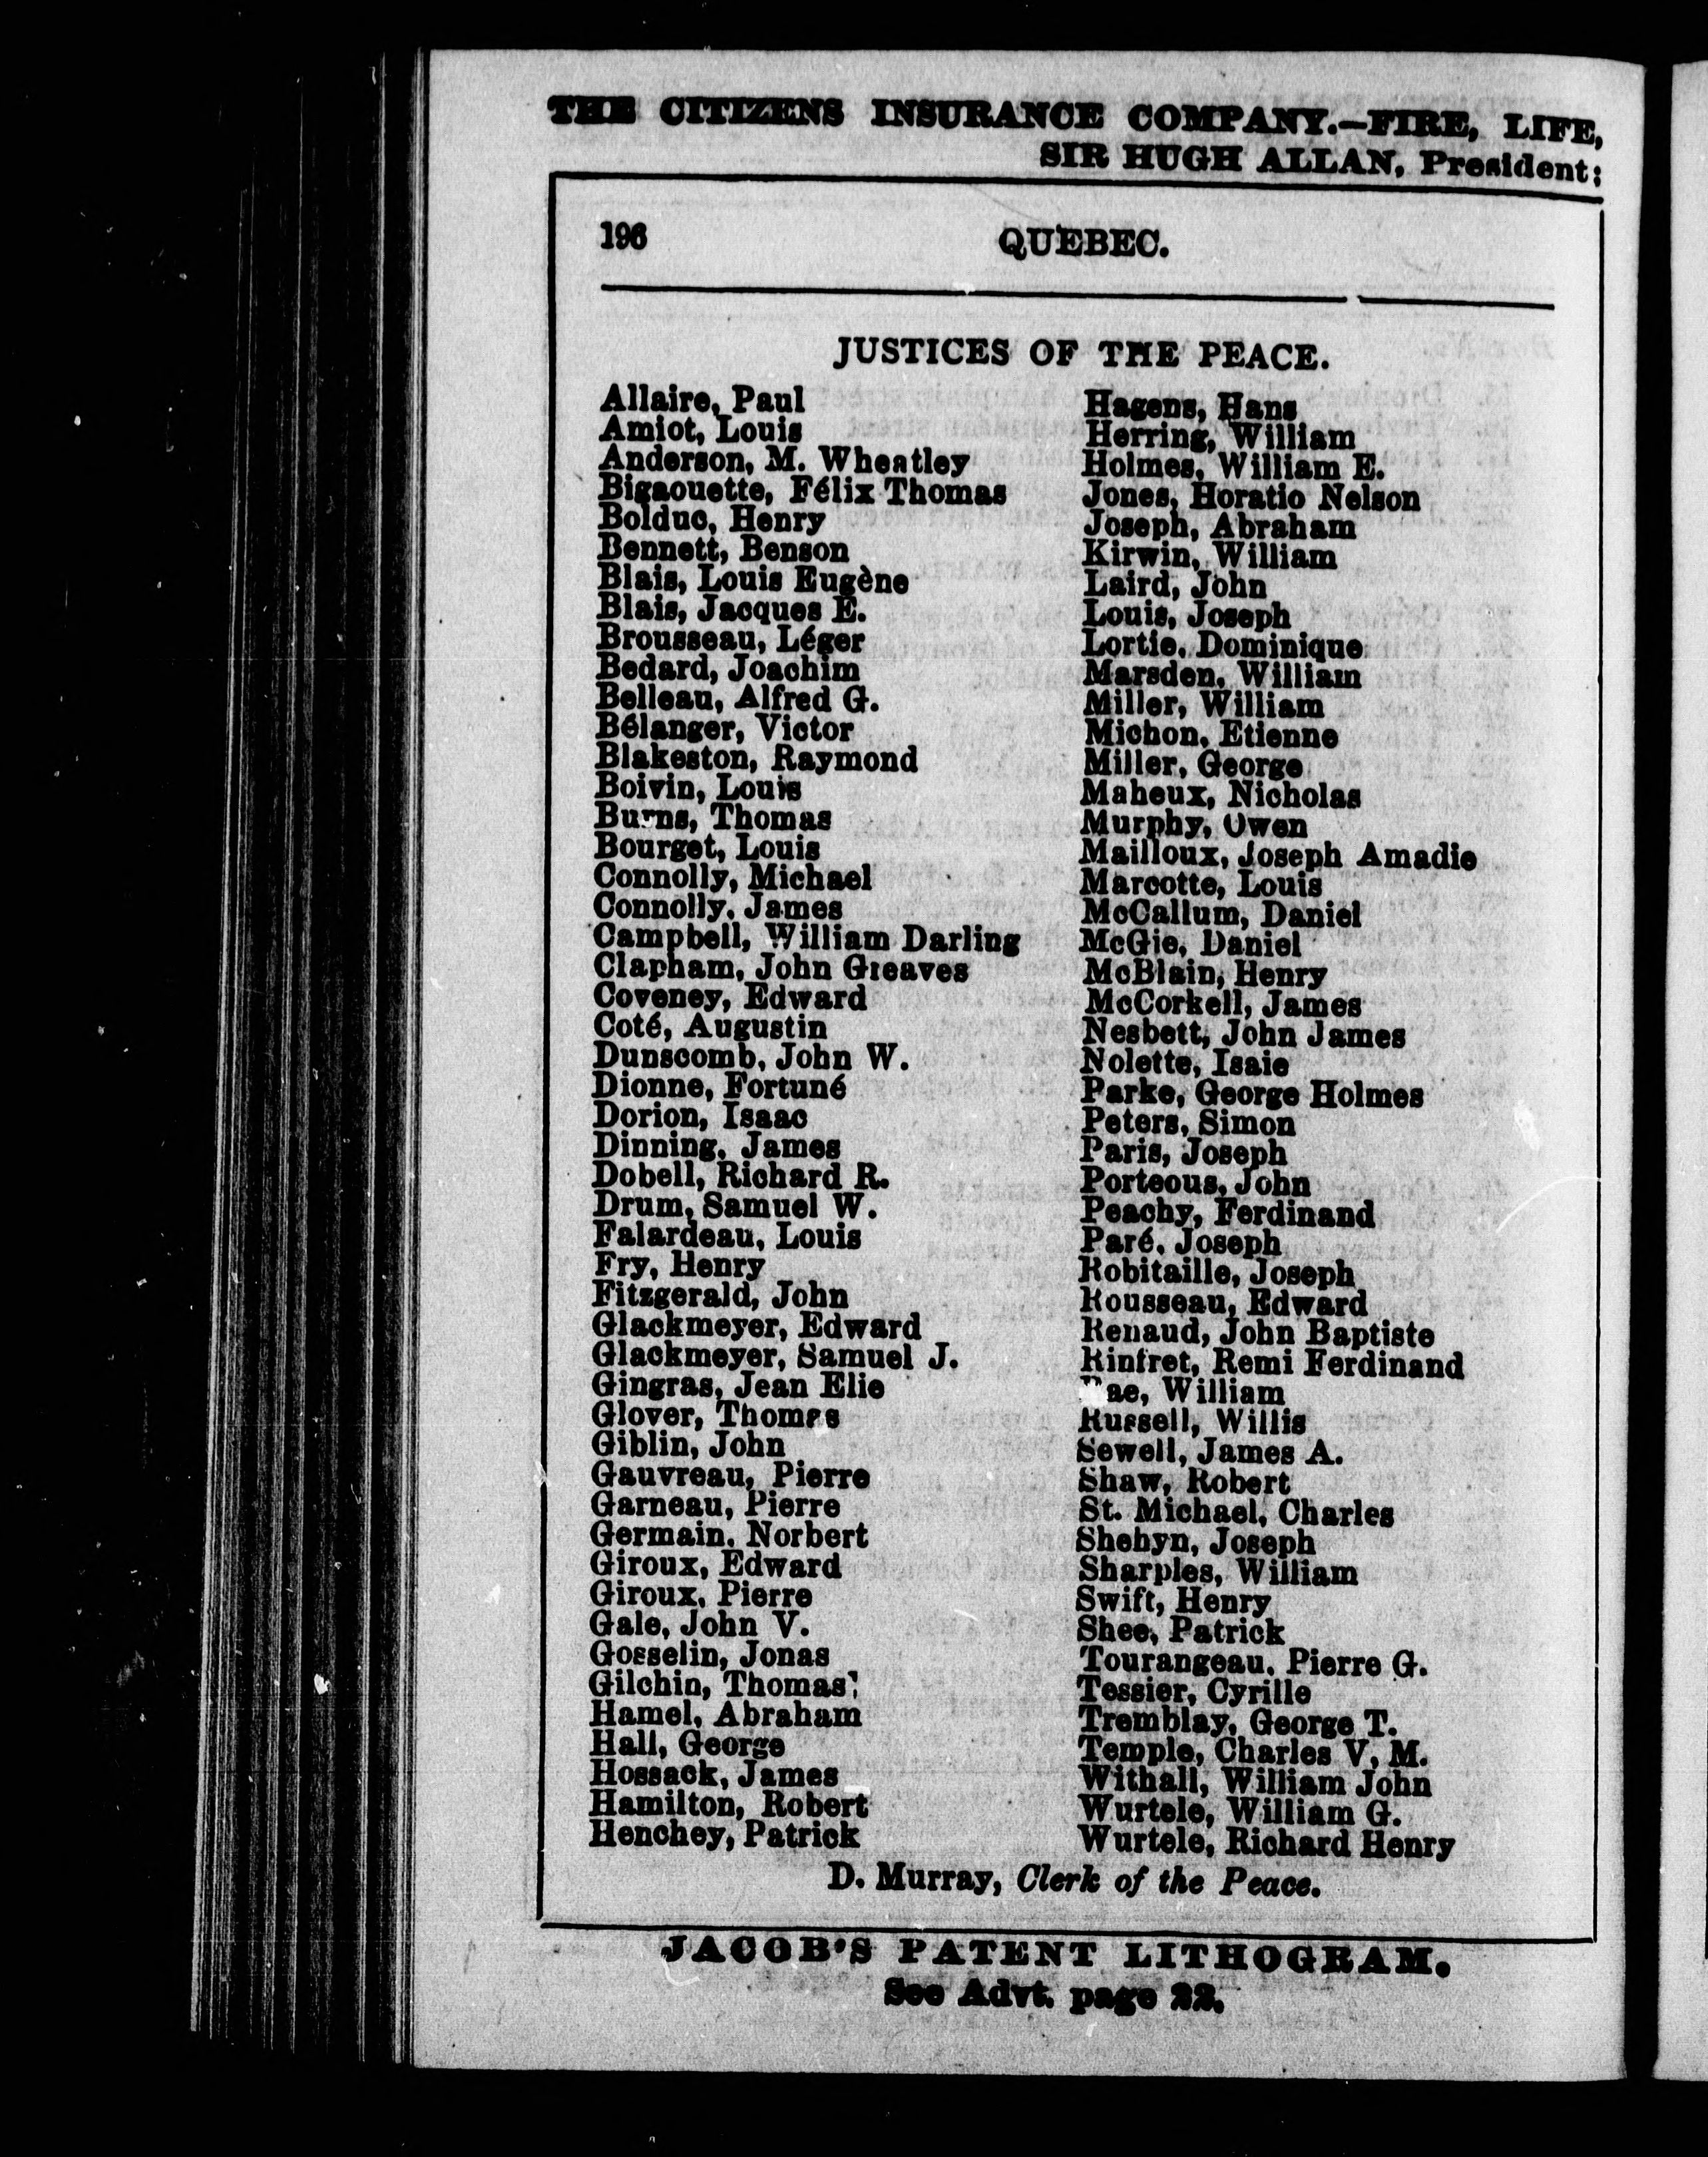 THE CITIZENS INSURANCE COMPANY.—FIRE, LIFE,
SIR HUGH ALLAN, President;
196
QUEBEC.
JUSTICES OF THE PEACE.
Allaire, Paul
Amiot, Louis
Anderson, M. Wheatley
Bigaouette, Félix Thomas
Bolduc, Henry
Bennett, Benson
Blais, Louis Eugène
Blais, Jacques E.
Brousseau, Léger
Bedard, Joachim
Belleau, Alfred G.
Bélanger, Victor
Blakeston, Raymond
Boivin, Louis
Burns, Thomas
Bourget, Louis
Connolly, Michael
Connolly, James
Campbell, William Darling
Clapham, John Greaves
Coveney, Edward
Coté, Augustin
Dunscomb, John W.
Dionne, Fortuné
Dorion, Isaac
Dinning, James
Dobell, Richard R.
Drum, Samuel W.
Falardeau, Louis
Fry, Henry
Fitzgerald, John
Glackmeyer, Edward
Glackmeyer, Samuel J.
Gingras, Jean Elie
Glover, Thomas
Giblin, John
Gauvreau, Pierre
Garneau, Pierre
Germain, Norbert
Giroux, Edward
Giroux, Pierre
Gale, John V.
Gosselin, Jonas
Gilchin, Thomas
Hamel, Abraham
Hall, George
Hossack, James
Hamilton, Robert
Henchey, Patrick
Hagens, Hans
Herring, William
Holmes, William E.
Jones, Horatio Nelson
Joseph, Abraham
Kirwin, William
Laird, John
Louis, Joseph
Lortie, Dominique
Marsden, William
Miller, William
Michon, Etienne
Miller, George
Maheux, Nicholas
Murphy, Owen
Mailloux, Joseph Amadie
Marcotte, Louis
McCallum, Daniel
McGie, Daniel
McBlain, Henry
McCorkell, James
Nesbett, John James
Nolette, Isaie
Parke, George Holmes
Peters, Simon
Paris, Joseph
Porteous, John
Peachy, Ferdinand
Paré, Joseph
Robitaille, Joseph
Rousseau, Edward
Renaud, John Baptiste
Rinfret, Remi Ferdinand
Rae, William
Russell, Willis
Sewell, James A.
Shaw, Robert
St. Michael, Charles
Shehyn, Joseph
Sharples, William
Swift, Henry
Shee, Patrick
Tourangeau, Pierre G.
Tessier, Cyrille
Tremblay, George T.
Temple, Charles V, M.
Withall, William John
Wurtele, William G.
Wurtele, Richard Henry
D. Murray, Clerk of the Peace.
JACOB'S PATENT LITHOGRAM.
See Advt. page 22.